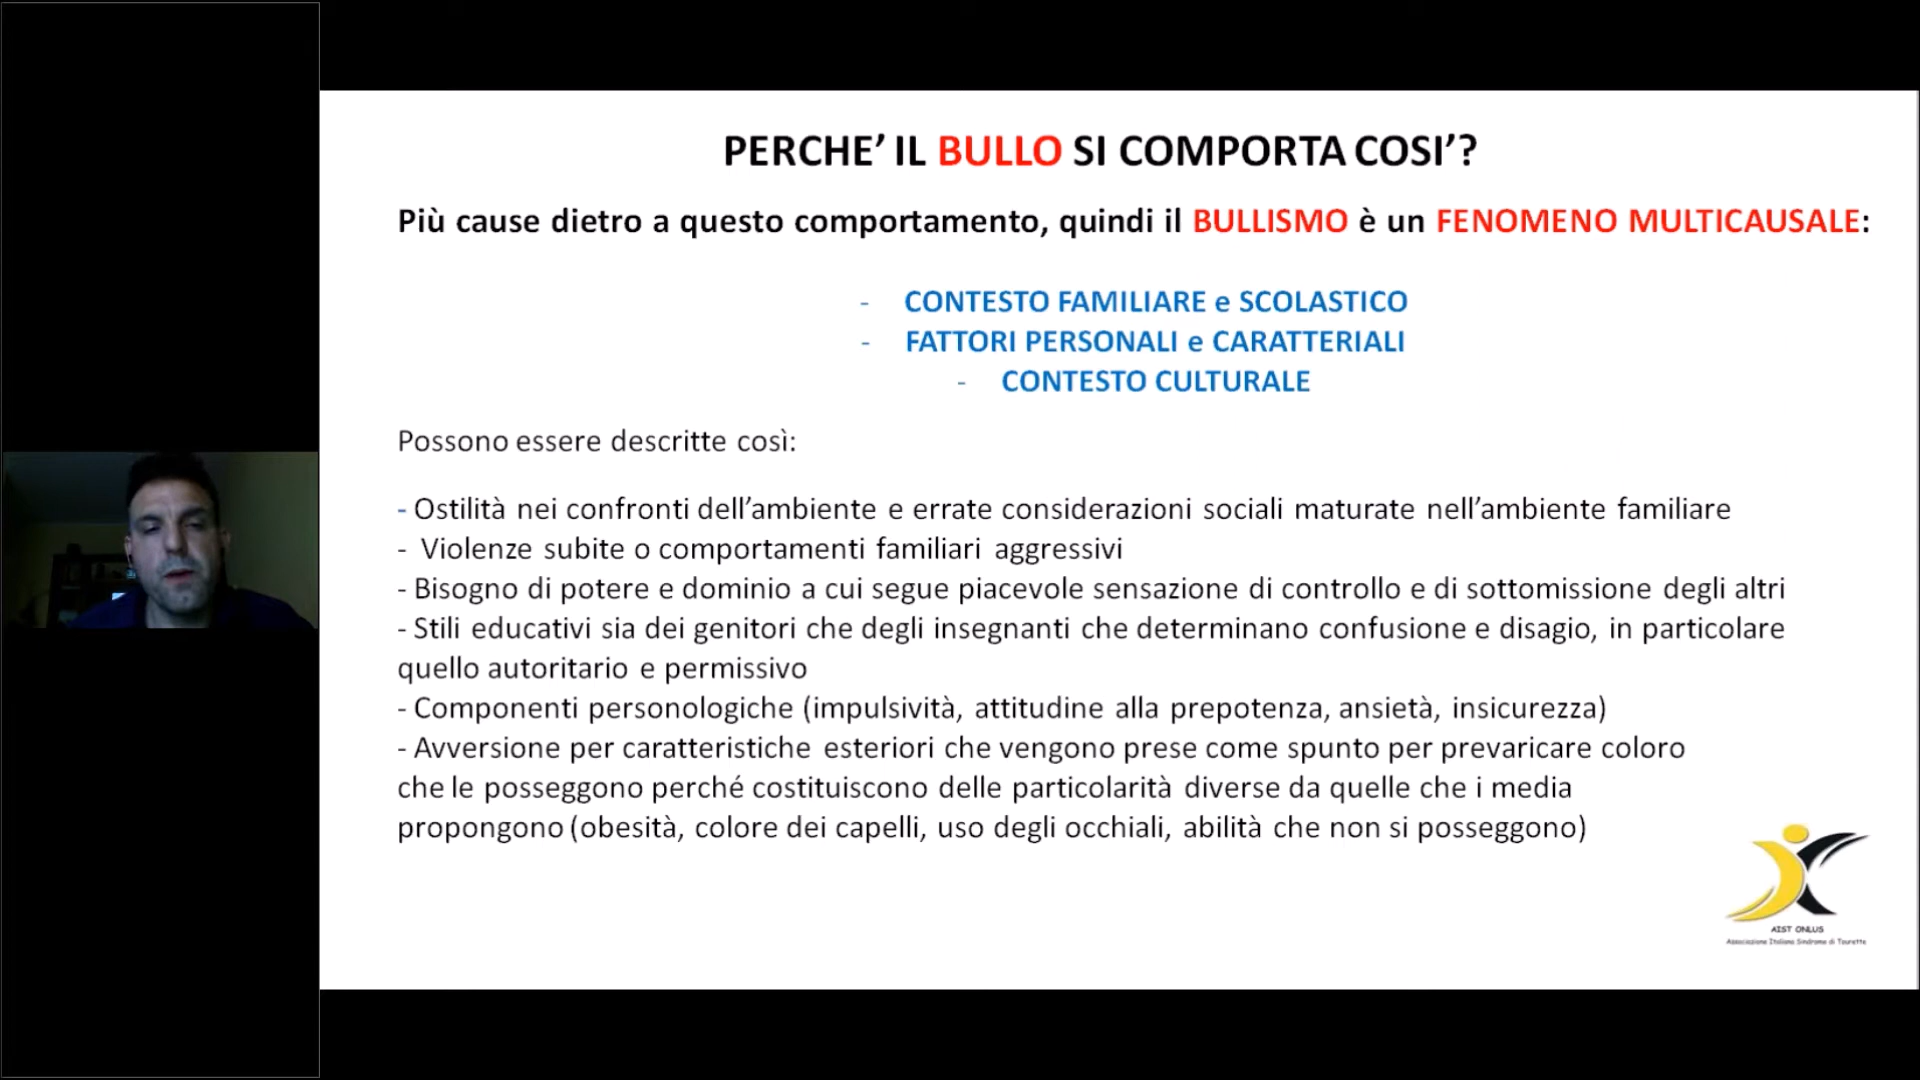 PERCHE’ IL BULLO SI COMPORTA COSI’?
Più cause dietro a questo comportamento, quindi il BULLISMO è un FENOMENO MULTICAUSALE:
- CONTESTO FAMILIARE e SCOLASTICO
- FATTORI PERSONALI e CARATTERIALI
- CONTESTO CULTURALE
Possono essere descritte così:
- Ostilità nei confronti dell’ambiente e errate considerazioni sociali maturate nell’ambiente familiare
- Violenze subite o comportamenti familiari aggressivi
- Bisogno di potere e dominio a cui segue piacevole sensazione di controllo e di sottomissione degli altri
- Stili educativi sia dei genitori che degli insegnanti che determinano confusione e disagio, in particolare
quello autoritario e permissivo
- Componenti personologiche (impulsività, attitudine alla prepotenza, ansietà, insicurezza)
- Avversione per caratteristiche esteriori che vengono prese come spunto per prevaricare coloro
che le posseggono perché costituiscono delle particolarità diverse da quelle che i media
propongono (obesità, colore dei capelli, uso degli occhiali, abilità che non si posseggono)
AIST ONLUS
Associazione Italiana Sindrome di Tourette